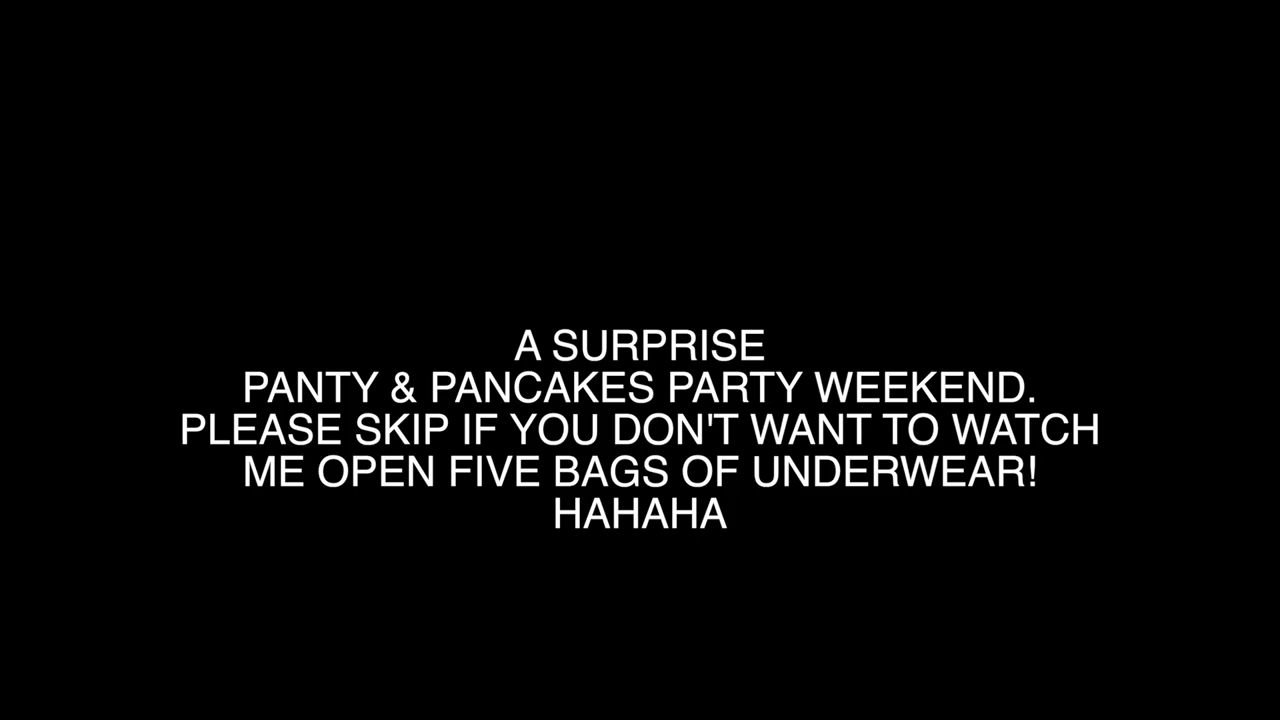 A SURPRISE
PANTY & PANCAKES PARTY WEEKEND.
PLEASE SKIP IF YOU DON'T WANT TO WATCH
ME OPEN FIVE BAGS OF UNDERWEAR!
HAHAHA